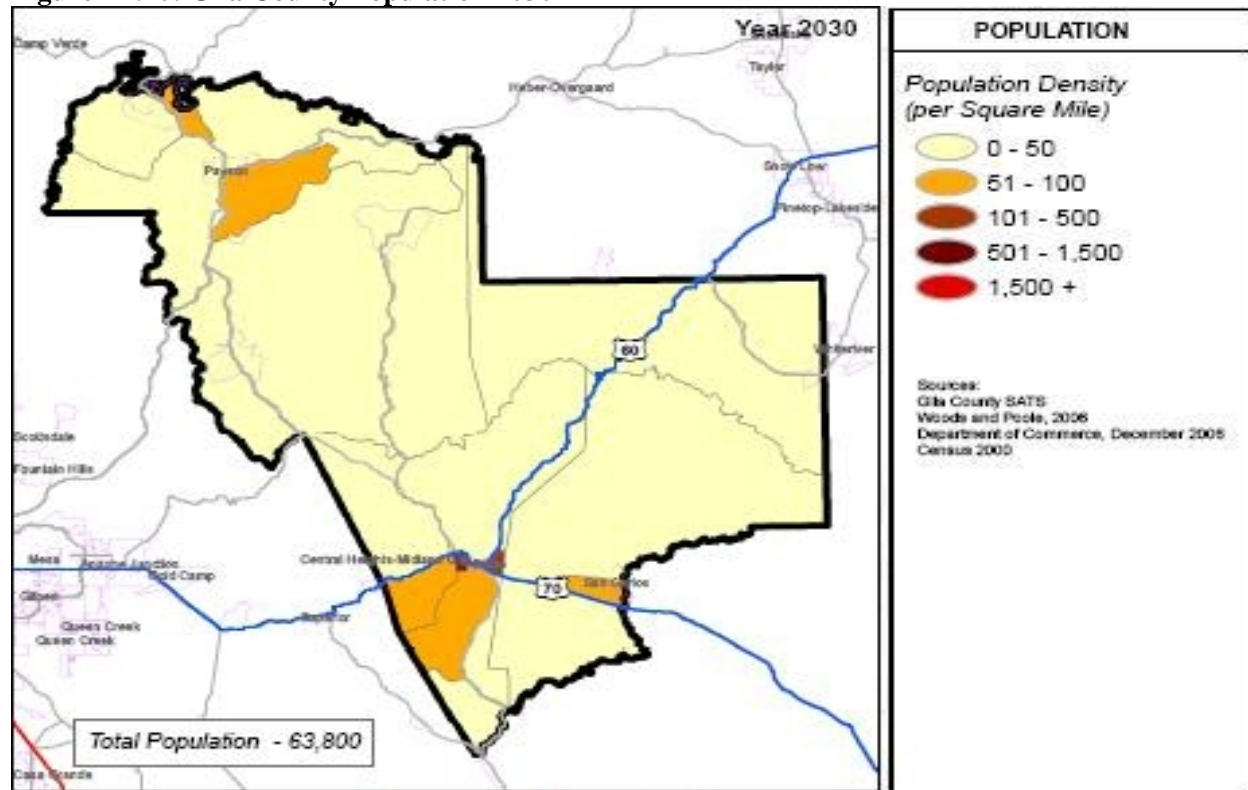 Year 2030
Camp Verde
Taylor
Heber-Overgaard
Show Low
Payson
Pinetop-Lakeside
60
Whiteriver
Scottsdale
Fountain Hills
Central Heights-Midland
Mesa
Apache Junction
Gold Camp
70
San Carlos
Gilbert
Superior
Queen Creek
Queen Creek
Total Population - 63,800
Casa Grande
POPULATION
Population Density
(per Square Mile)
0 - 50
51 - 100
101 - 500
501 - 1,500
1,500 +
Sources:
Gila County SATS
Woods and Poole, 2006
Department of Commerce, December 2006
Census 2000